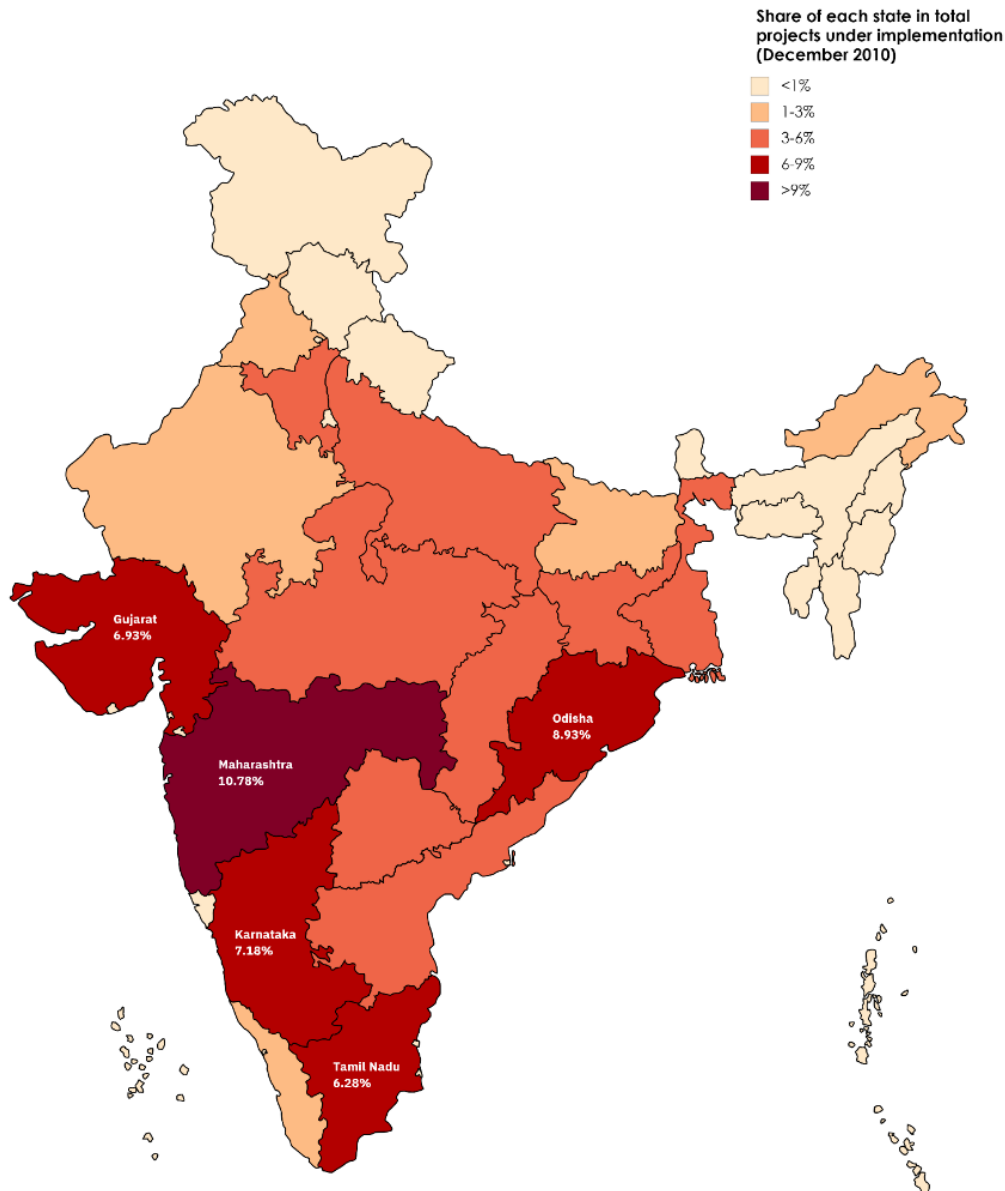 Share of each state in total
projects under implementation
(December 2010)
<1%
1-3%
3-6%
6-9%
>9%
Gujarat
6.93%
Odisha
8.93%
Maharashtra
10.78%
Karnataka
7.18%
Tamil Nadu
6.28%